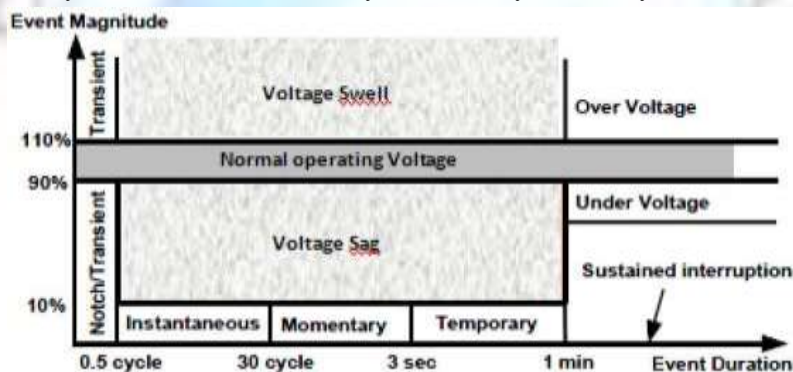 Event Magnitude
Transient
Voltage Swell
Over Voltage
110%
Normal operating Voltage
90%
Under Voltage
Notch/Transient
Voltage Sag
Sustained interruption
10%
Instantaneous Momentary Temporary
0.5 cycle 30 cycle 3 sec 1 min Event Duration